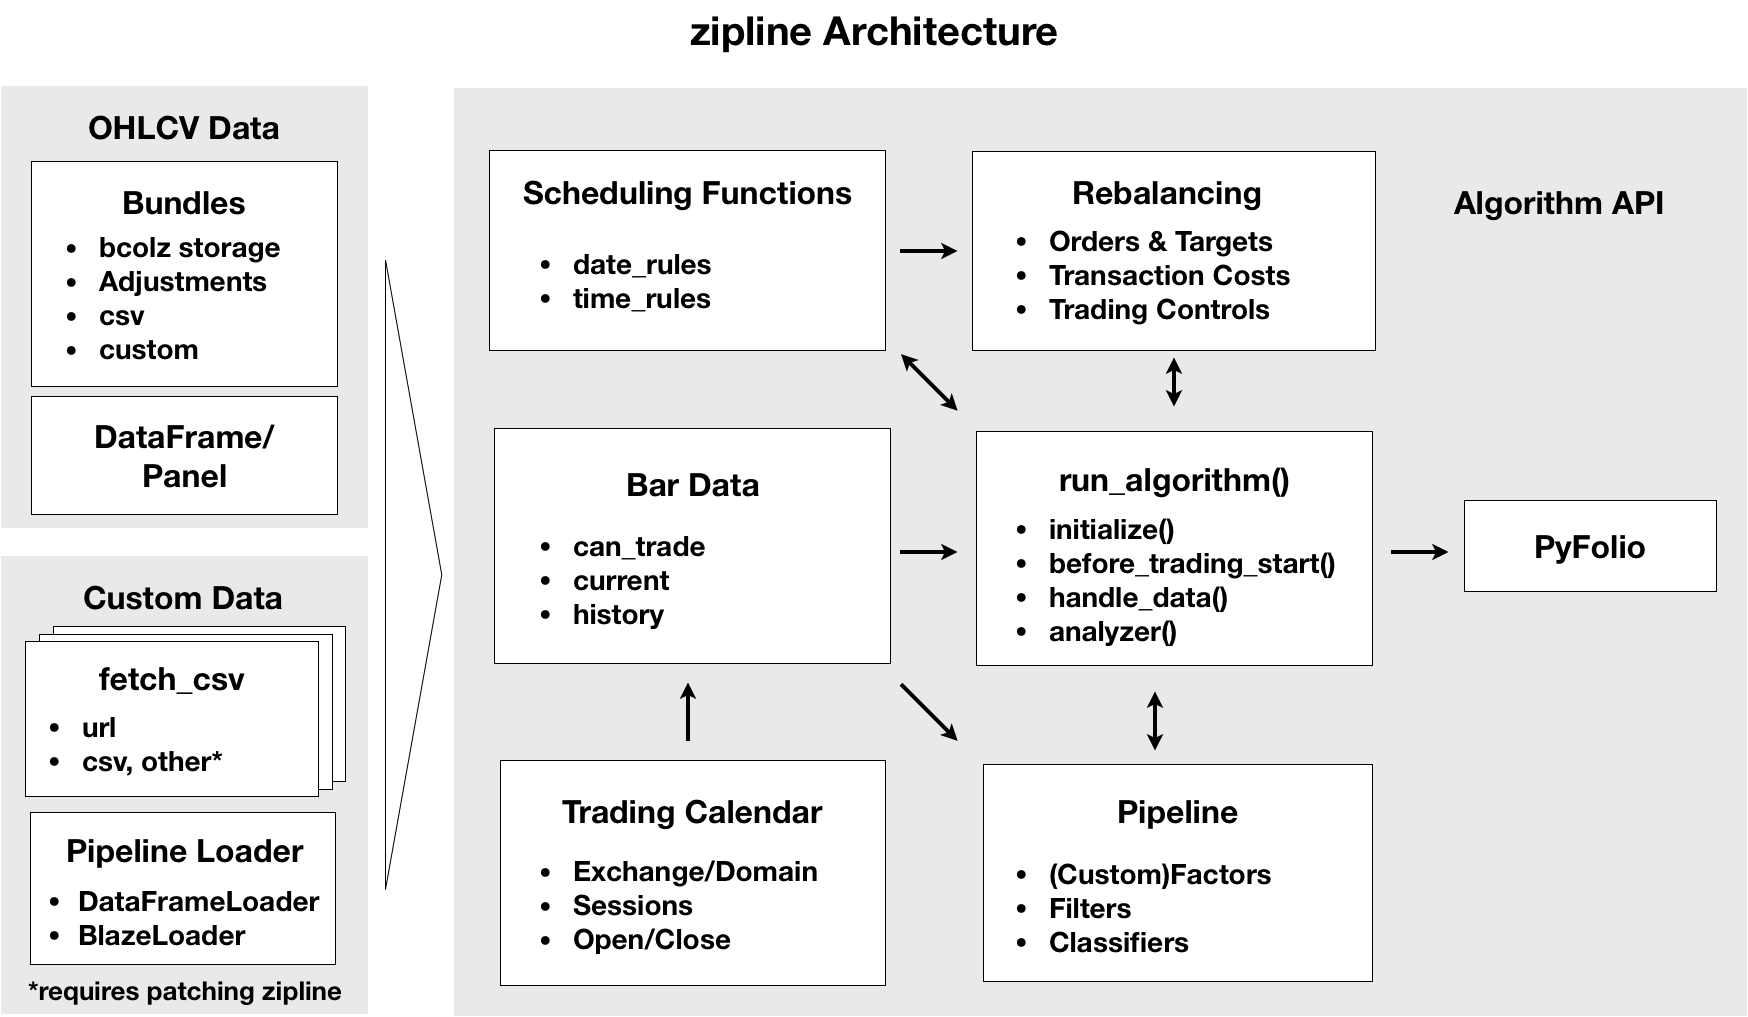 zipline Architecture
OHLCV Data
Bundles
• bcolz storage
• Adjustments
• csv
• custom
DataFrame/
Panel
Custom Data
fetch_csv
• url
• csv, other*
Pipeline Loader
• DataFrameLoader
• BlazeLoader
*requires patching zipline
Scheduling Functions
• date_rules
• time_rules
Rebalancing
• Orders & Targets
• Transaction Costs
• Trading Controls
Algorithm API
Bar Data
• can_trade
• current
• history
run_algorithm()
• initialize()
• before_trading_start()
• handle_data()
• analyzer()
PyFolio
Trading Calendar
• Exchange/Domain
• Sessions
• Open/Close
Pipeline
• (Custom)Factors
• Filters
• Classifiers